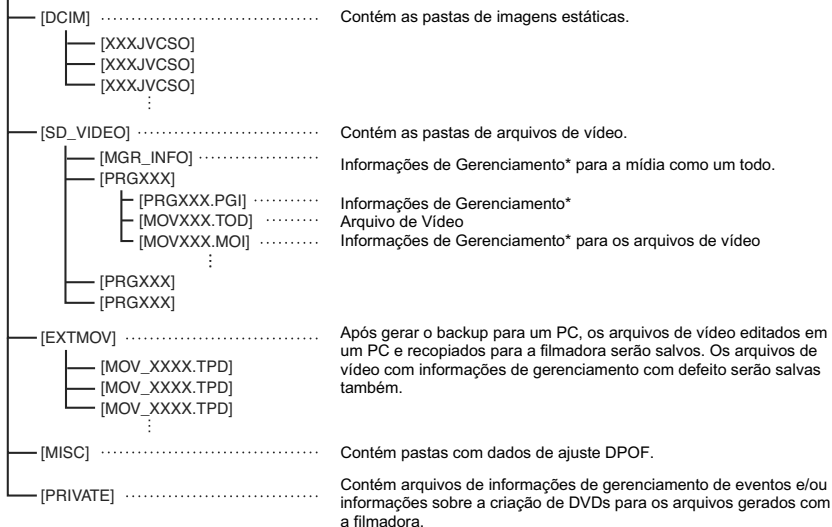 [DCIM] Contém as pastas de imagens estáticas.
[XXXJVCSO]
[XXXJVCSO]
[XXXJVCSO]
[SD_VIDEO] Contém as pastas de arquivos de vídeo.
[MGR_INFO] Informações de Gerenciamento* para a mídia como um todo.
[PRGXXX]
[PRGXXX.PGI] Informações de Gerenciamento*
[MOVXXX.TOD] Arquivo de Vídeo
[MOVXXX.MOI] Informações de Gerenciamento* para os arquivos de vídeo
[PRGXXX]
[PRGXXX]
[EXTMOV] Após gerar o backup para um PC, os arquivos de vídeo editados em
um PC e recopiados para a filmadora serão salvos. Os arquivos de
[MOV_XXXX.TPD] vídeo com informações de gerenciamento com defeito serão salvas
[MOV_XXXX.TPD] também.
[MOV_XXXX.TPD]
[MISC] Contém pastas com dados de ajuste DPOF.
[PRIVATE] Contém arquivos de informações de gerenciamento de eventos e/ou
informações sobre a criação de DVDs para os arquivos gerados com
a filmadora.